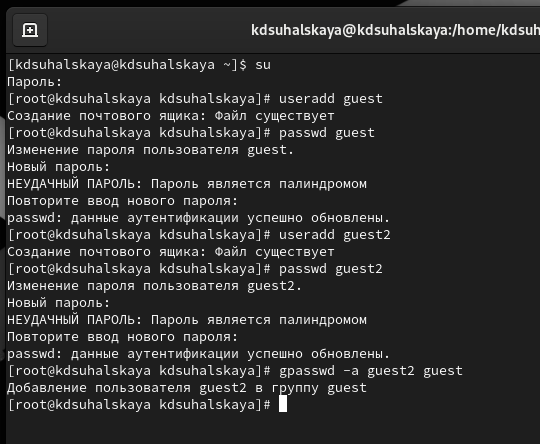 kdsuhalskaya@kdsuhalskaya:/home/kdsuh
[kdsuhalskaya@kdsuhalskaya ~]$ su
Пароль:
[root@kdsuhalskaya kdsuhalskaya]# useradd guest
Создание почтового ящика: Файл существует
[root@kdsuhalskaya kdsuhalskaya]# passwd guest
Изменение пароля пользователя guest.
Новый пароль:
НЕУДАЧНЫЙ ПАРОЛЬ: Пароль является палиндромом
Повторите ввод нового пароля:
passwd: данные аутентификации успешно обновлены.
[root@kdsuhalskaya kdsuhalskaya]# useradd guest2
Создание почтового ящика: Файл существует
[root@kdsuhalskaya kdsuhalskaya]# passwd guest2
Изменение пароля пользователя guest2.
Новый пароль:
НЕУДАЧНЫЙ ПАРОЛЬ: Пароль является палиндромом
Повторите ввод нового пароля:
passwd: данные аутентификации успешно обновлены.
[root@kdsuhalskaya kdsuhalskaya]# gpasswd -a guest2 guest
Добавление пользователя guest2 в группу guest
[root@kdsuhalskaya kdsuhalskaya]#